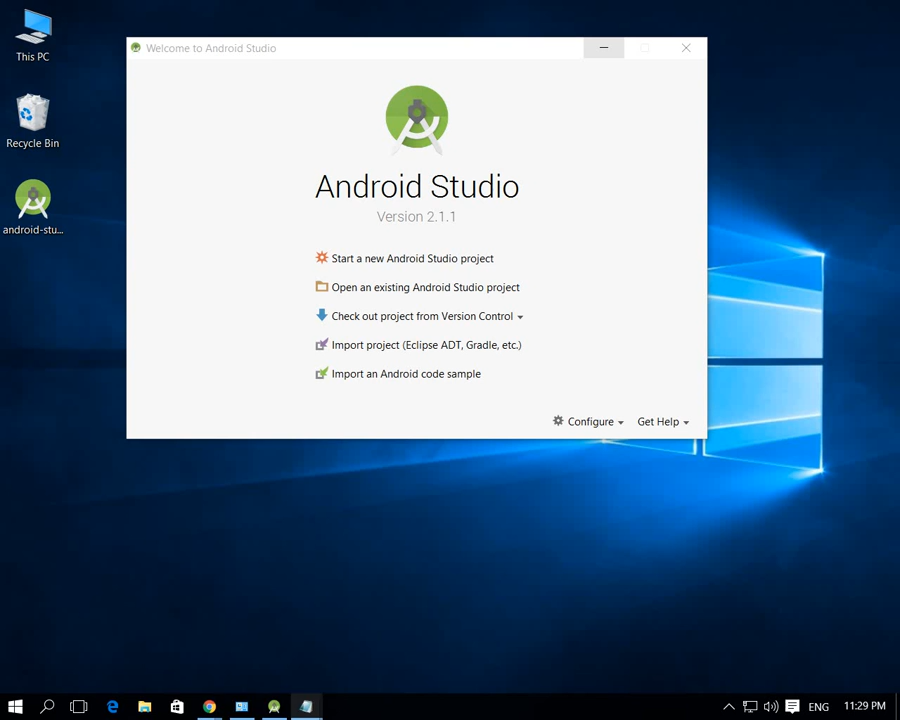 This PC
Recycle Bin
android-stu...
Welcome to Android Studio
Android Studio
Version 2.1.1
Start a new Android Studio project
Open an existing Android Studio project
Check out project from Version Control
Import project (Eclipse ADT, Gradle, etc.)
Import an Android code sample
Configure
Get Help
ENG
11:29 PM